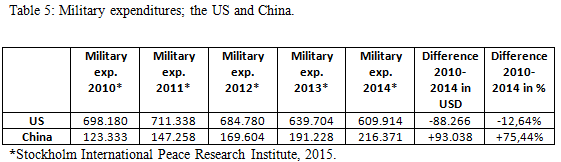 Table 5: Military expenditures; the US and China.
Military exp. 2010* Military exp. 2011* Military exp. 2012* Military exp. 2013* Military exp. 2014* Difference 2010-2014 in USD Difference 2010-2014 in %
US 698.180 711.338 684.780 639.704 609.914 -88.266 -12,64%
China 123.333 147.258 169.604 191.228 216.371 +93.038 +75,44%
*Stockholm International Peace Research Institute, 2015.